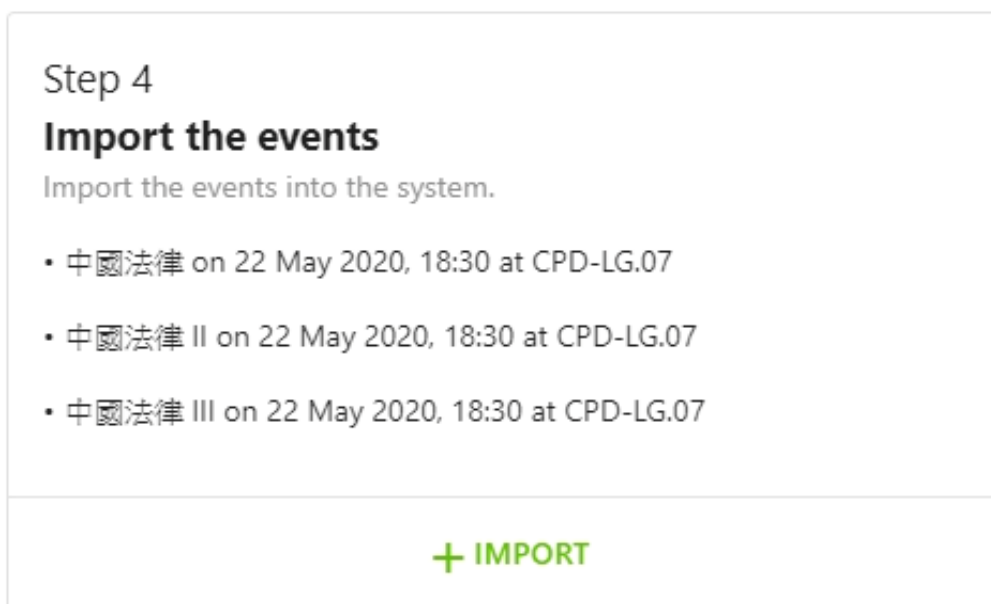 Step 4
Import the events
Import the events into the system.
• 中國法律 on 22 May 2020, 18:30 at CPD-LG.07
• 中國法律 II on 22 May 2020, 18:30 at CPD-LG.07
• 中國法律 III on 22 May 2020, 18:30 at CPD-LG.07
+ IMPORT